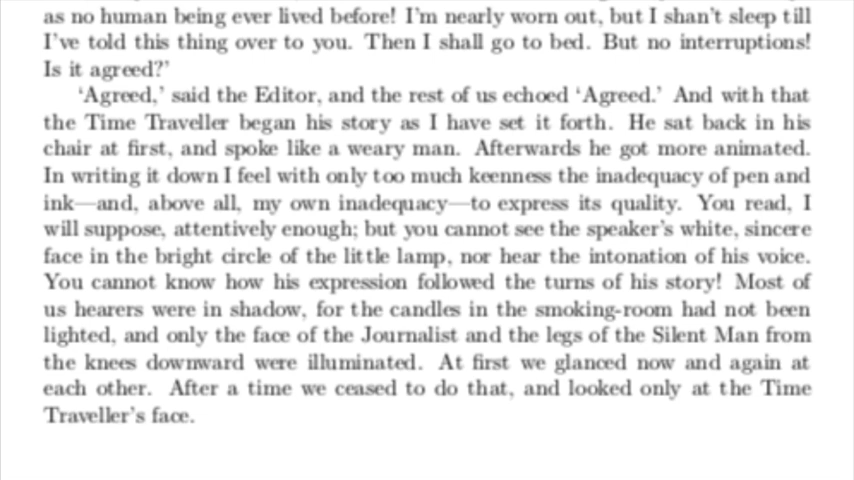 as no human being ever lived before! I'm nearly worn out, but I shan't sleep till
I've told this thing over to you. Then I shall go to bed. But no interruptions!
Is it agreed?'
'Agreed,' said the Editor, and the rest of us echoed 'Agreed.' And with that
the Time Traveller began his story as I have set it forth. He sat back in his
chair at first, and spoke like a weary man. Afterwards he got more animated.
In writing it down I feel with only too much keenness the inadequacy of pen and
ink—and, above all, my own inadequacy—to express its quality. You read, I
will suppose, attentively enough; but you cannot see the speaker's white, sincere
face in the bright circle of the little lamp, nor hear the intonation of his voice.
You cannot know how his expression followed the turns of his story! Most of
us hearers were in shadow, for the candles in the smoking-room had not been
lighted, and only the face of the Journalist and the legs of the Silent Man from
the knees downward were illuminated. At first we glanced now and again at
each other. After a time we ceased to do that, and looked only at the Time
Traveller's face.